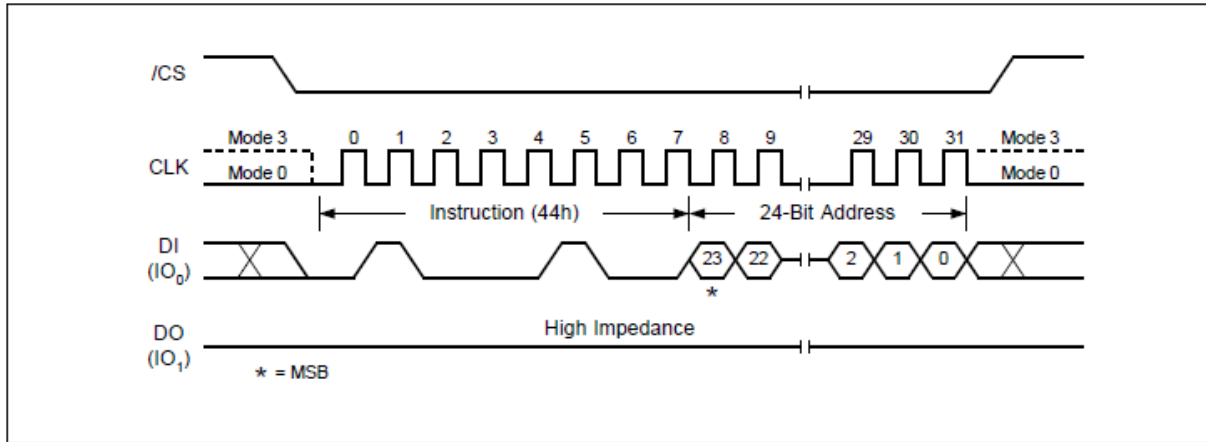 /CS
Mode 3 0 1 2 3 4 5 6 7 8 9 29 30 31 Mode 3
CLK
Mode 0 Mode 0
Instruction (44h) 24-Bit Address
DI
(IO0)
23 22 2 1 0
*
High Impedance
DO
(IO1)
* = MSB